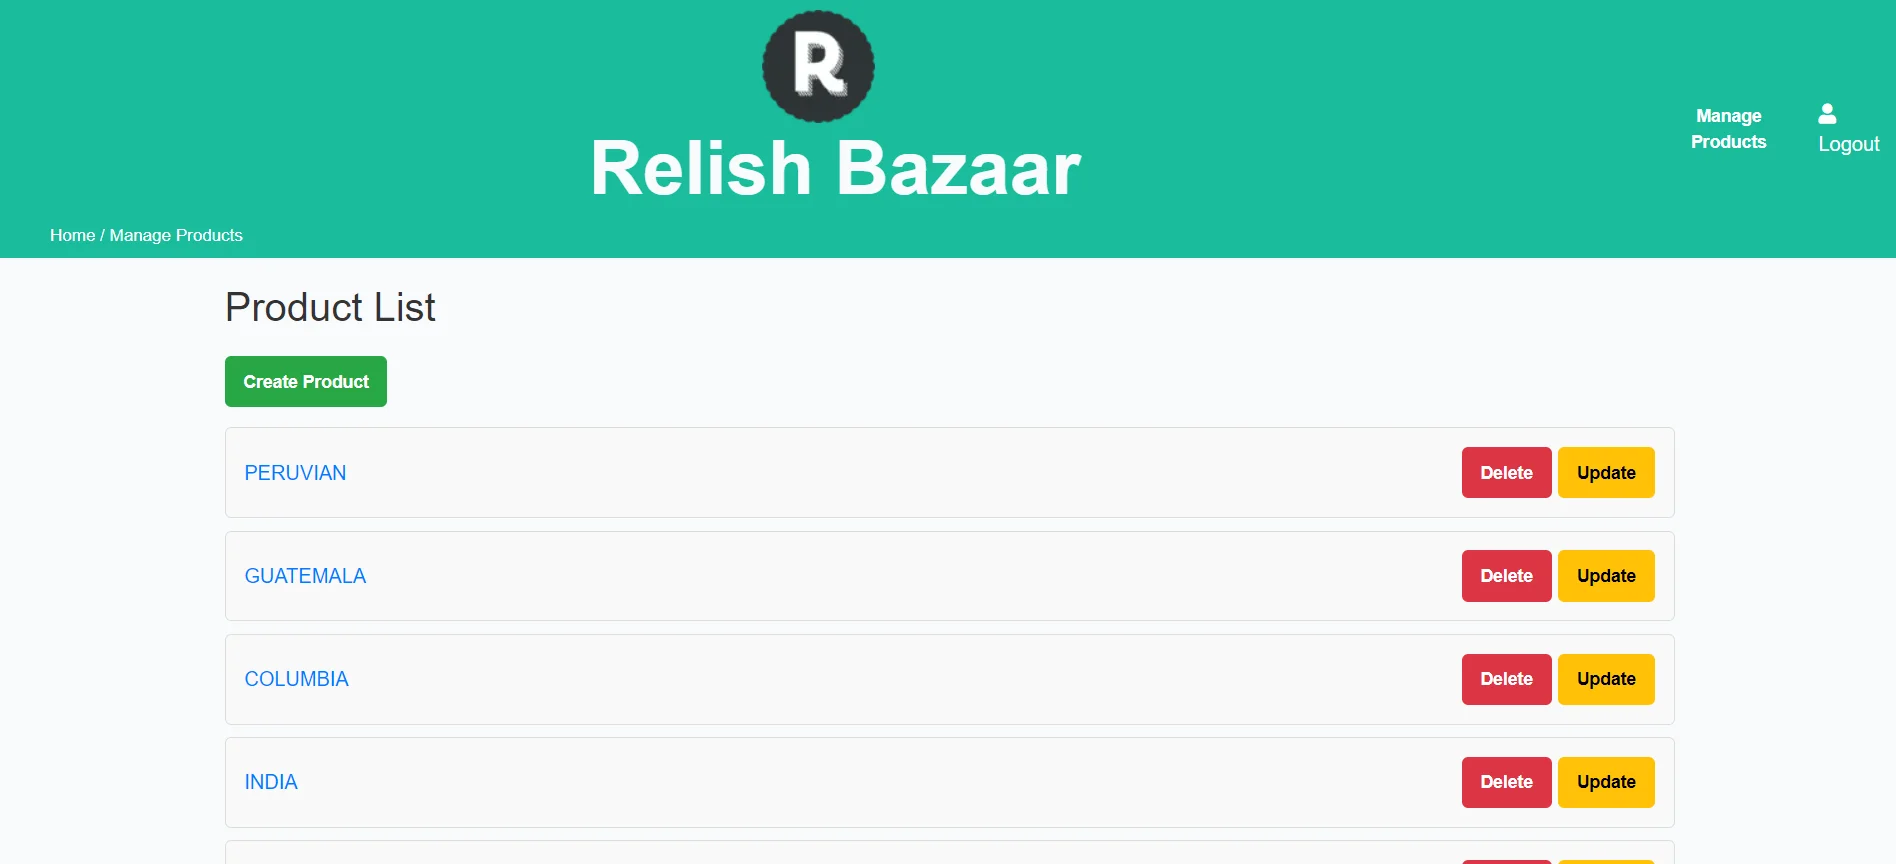 R
Relish Bazaar
Manage
Products
Logout
Home / Manage Products
Product List
Create Product
PERUVIAN
Delete
Update
GUATEMALA
Delete
Update
COLUMBIA
Delete
Update
INDIA
Delete
Update